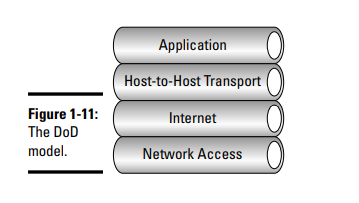 Application
Host-to-Host Transport
Internet
Network Access
Figure 1-11:
The DoD
model.